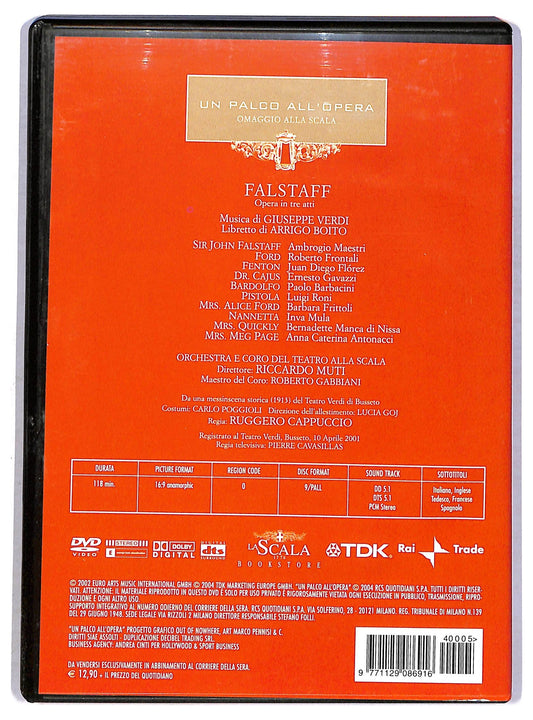 UN PALCO ALL'OPERA
OMAGGIO ALLA SCALA
FALSTAFF
Opera in tre atti
Musica di GIUSEPPE VERDI
Libretto di ARRIGO BOITO
SIR JOHN FALSTAFF Ambrogio Maestri
FORD Roberto Frontali
FENTON Juan Diego Flórez
DR. CAJUS Ernesto Gavazzi
BARDOLFO Paolo Barbacini
PISTOLA Luigi Roni
MRS. ALICE FORD Barbara Frittoli
NANNETTA Inva Mula
MRS. QUICKLY Bernadette Manca di Nissa
MRS. MEG PAGE Anna Caterina Antonacci
ORCHESTRA E CORO DEL TEATRO ALLA SCALA
Direttore: RICCARDO MUTI
Maestro del Coro: ROBERTO GABBIANI
Da una messinscena storica (1913) del Teatro Verdi di Busseto
Costumi: CARLO POGGIOLI Direzione dell'allestimento: LUCIA GOJ
Regia: RUGGERO CAPPUCCIO
Registrato al Teatro Verdi, Busseto, 10 Aprile 2001
Regia televisiva: PIERRE CAVASILLAS
DURATA PICTURE FORMAT REGION CODE DISC FORMAT SOUND TRACK SOTTOTITOLI
118 min. 16:9 anamorphic 0 9/PALL DD 5.1 Italiano, Inglese
DTS 5.1 Tedesco, Francese
PCM Stereo Spagnolo
DVD VIDEO
STEREO
DOLBY DIGITAL
DIGITAL dts SURROUND
LA SCALA
1778
BOOKSTORE
TDK
Rai Trade
© 2002 EURO ARTS MUSIC INTERNATIONAL GMBH © 2004 TDK MARKETING EUROPE GMBH. "UN PALCO ALL'OPERA" © 2004 RCS QUOTIDIANI S.P.A. TUTTI I DIRITTI RISER-
VATI. ATTENZIONE: IL MATERIALE RIPRODOTTO IN QUESTO DVD È SOLO PER USO PRIVATO E RIGOROSAMENTE VIETATA OGNI ESECUZIONE IN PUBBLICO, TRASMISSIONE, RIPRO-
DUZIONE E OGNI ALTRO USO.
SUPPORTO INTEGRATIVO AL NUMERO ODIERNO DEL CORRIERE DELLA SERA. RCS QUOTIDIANI S.P.A. VIA SOLFERINO, 28 - 20121 MILANO. REG. TRIBUNALE DI MILANO N.139
DEL 29 GIUGNO 1948. SEDE LEGALE VIA RIZZOLI 2 MILANO DIRETTORE RESPONSABILE STEFANO FOLLI.
"UN PALCO ALL'OPERA" PROGETTO GRAFICO OUT OF NOWHERE, ART MARCO PENNISI & C.
DIRITTI SIAE ASSOLTI - DUPLICAZIONE DECIBEL TRADING SRL
BUSINESS AGENCY: ANDREA CINTI PER HOLLYWOOD & SPORT BUSINESS
DA VENDERSI ESCLUSIVAMENTE IN ABBINAMENTO AL CORRIERE DELLA SERA.
€ 12,90 + IL PREZZO DEL QUOTIDIANO
40005>
9 771129 086916